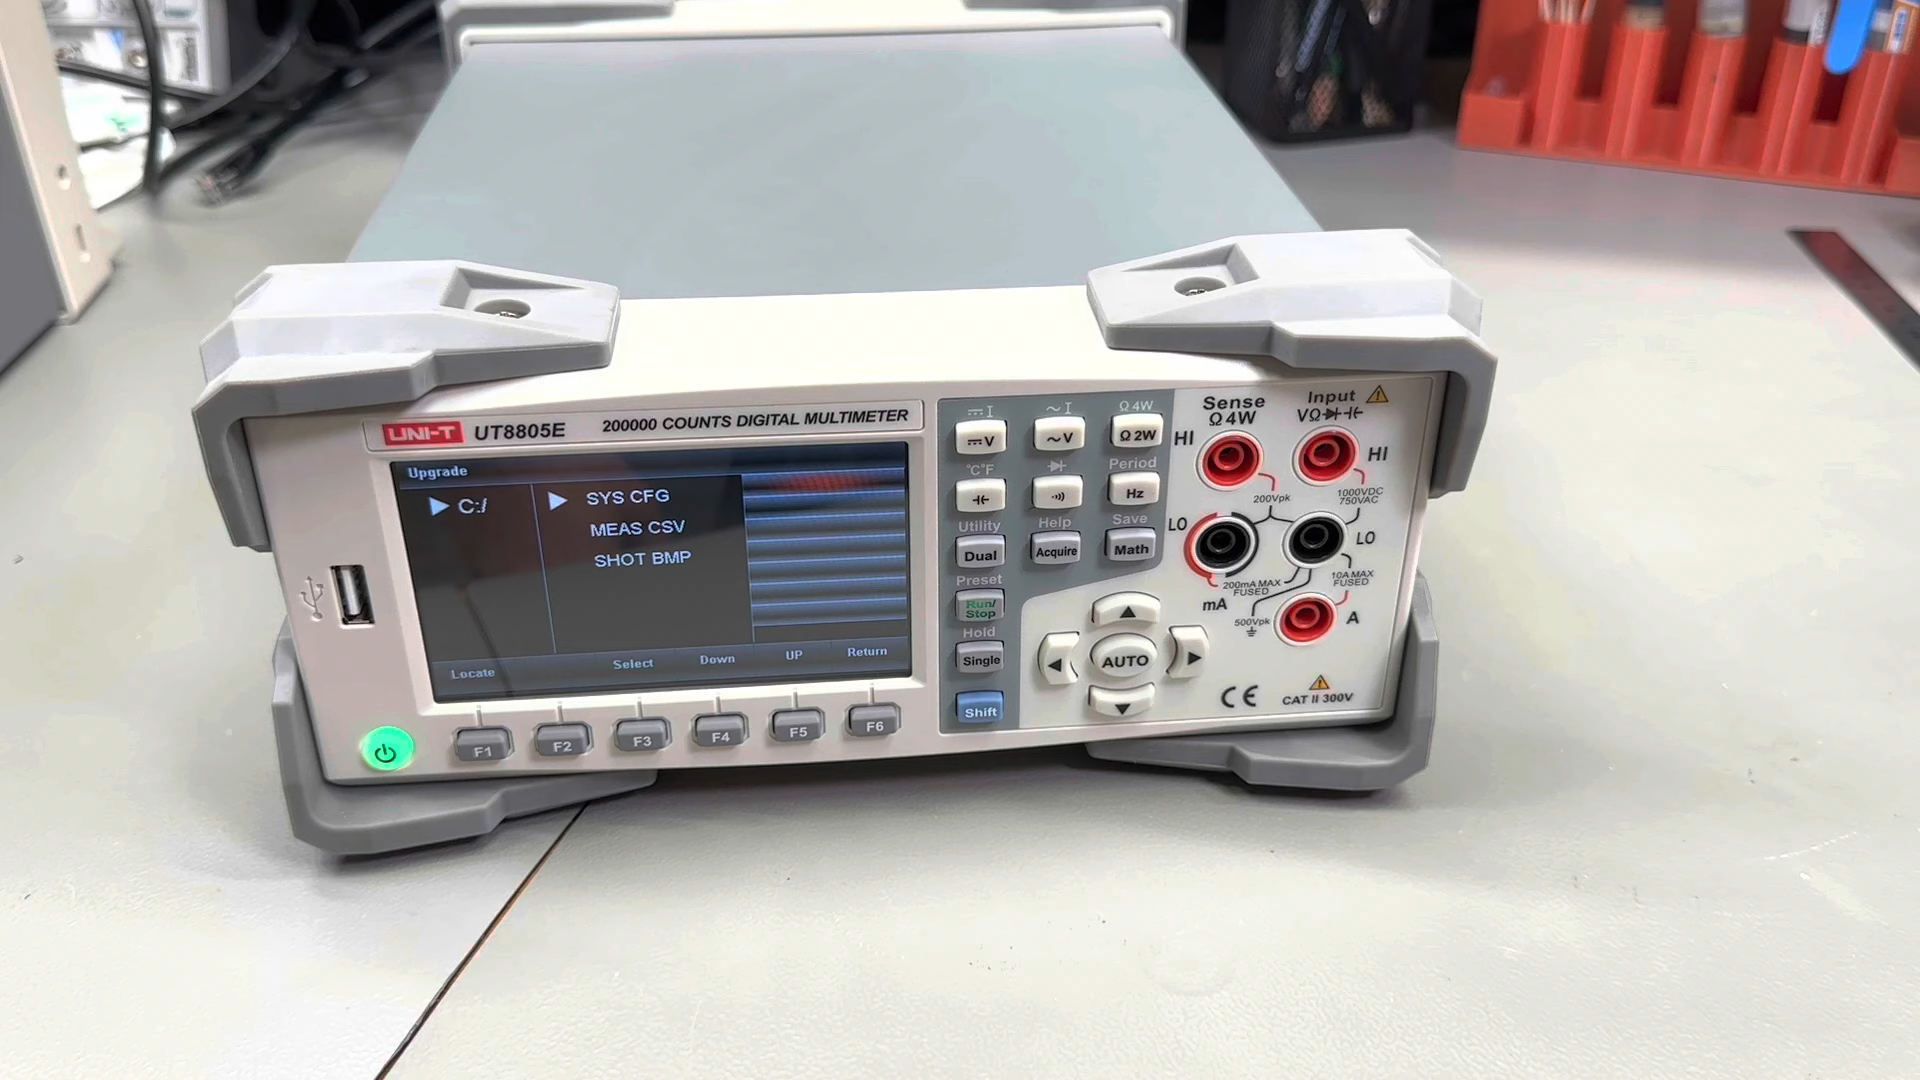 UNI-T UT8805E 200000 COUNTS DIGITAL MULTIMETER
Upgrade
C:/
SYS CFG
MEAS CSV
SHOT BMP
Locate Select Down UP Return
F1 F2 F3 F4 F5 F6
⎓I ~I Ω4W
⎓V ~V Ω2W
°C°F Period
Hz
Utility Help Save
Dual Acquire Math
Preset
Run/
Stop
Hold
Single
Shift
AUTO
Sense
Ω4W
Input
VΩ
HI
HI
200Vpk
1000VDC
750VAC
LO
LO
200mA MAX
FUSED
10A MAX
FUSED
mA
500Vpk
A
CE
CAT II 300V